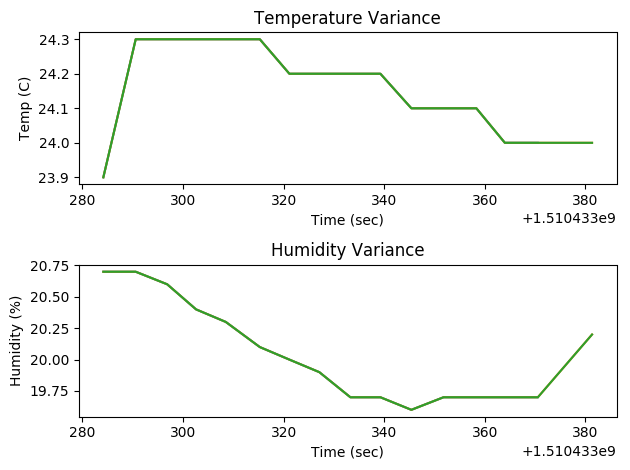 Temperature Variance
24.3
24.2
24.1
24.0
23.9
Temp (C)
280 300 320 340 360 380
Time (sec)
+1.510433e9
Humidity Variance
20.75
20.50
20.25
20.00
19.75
Humidity (%)
280 300 320 340 360 380
Time (sec)
+1.510433e9